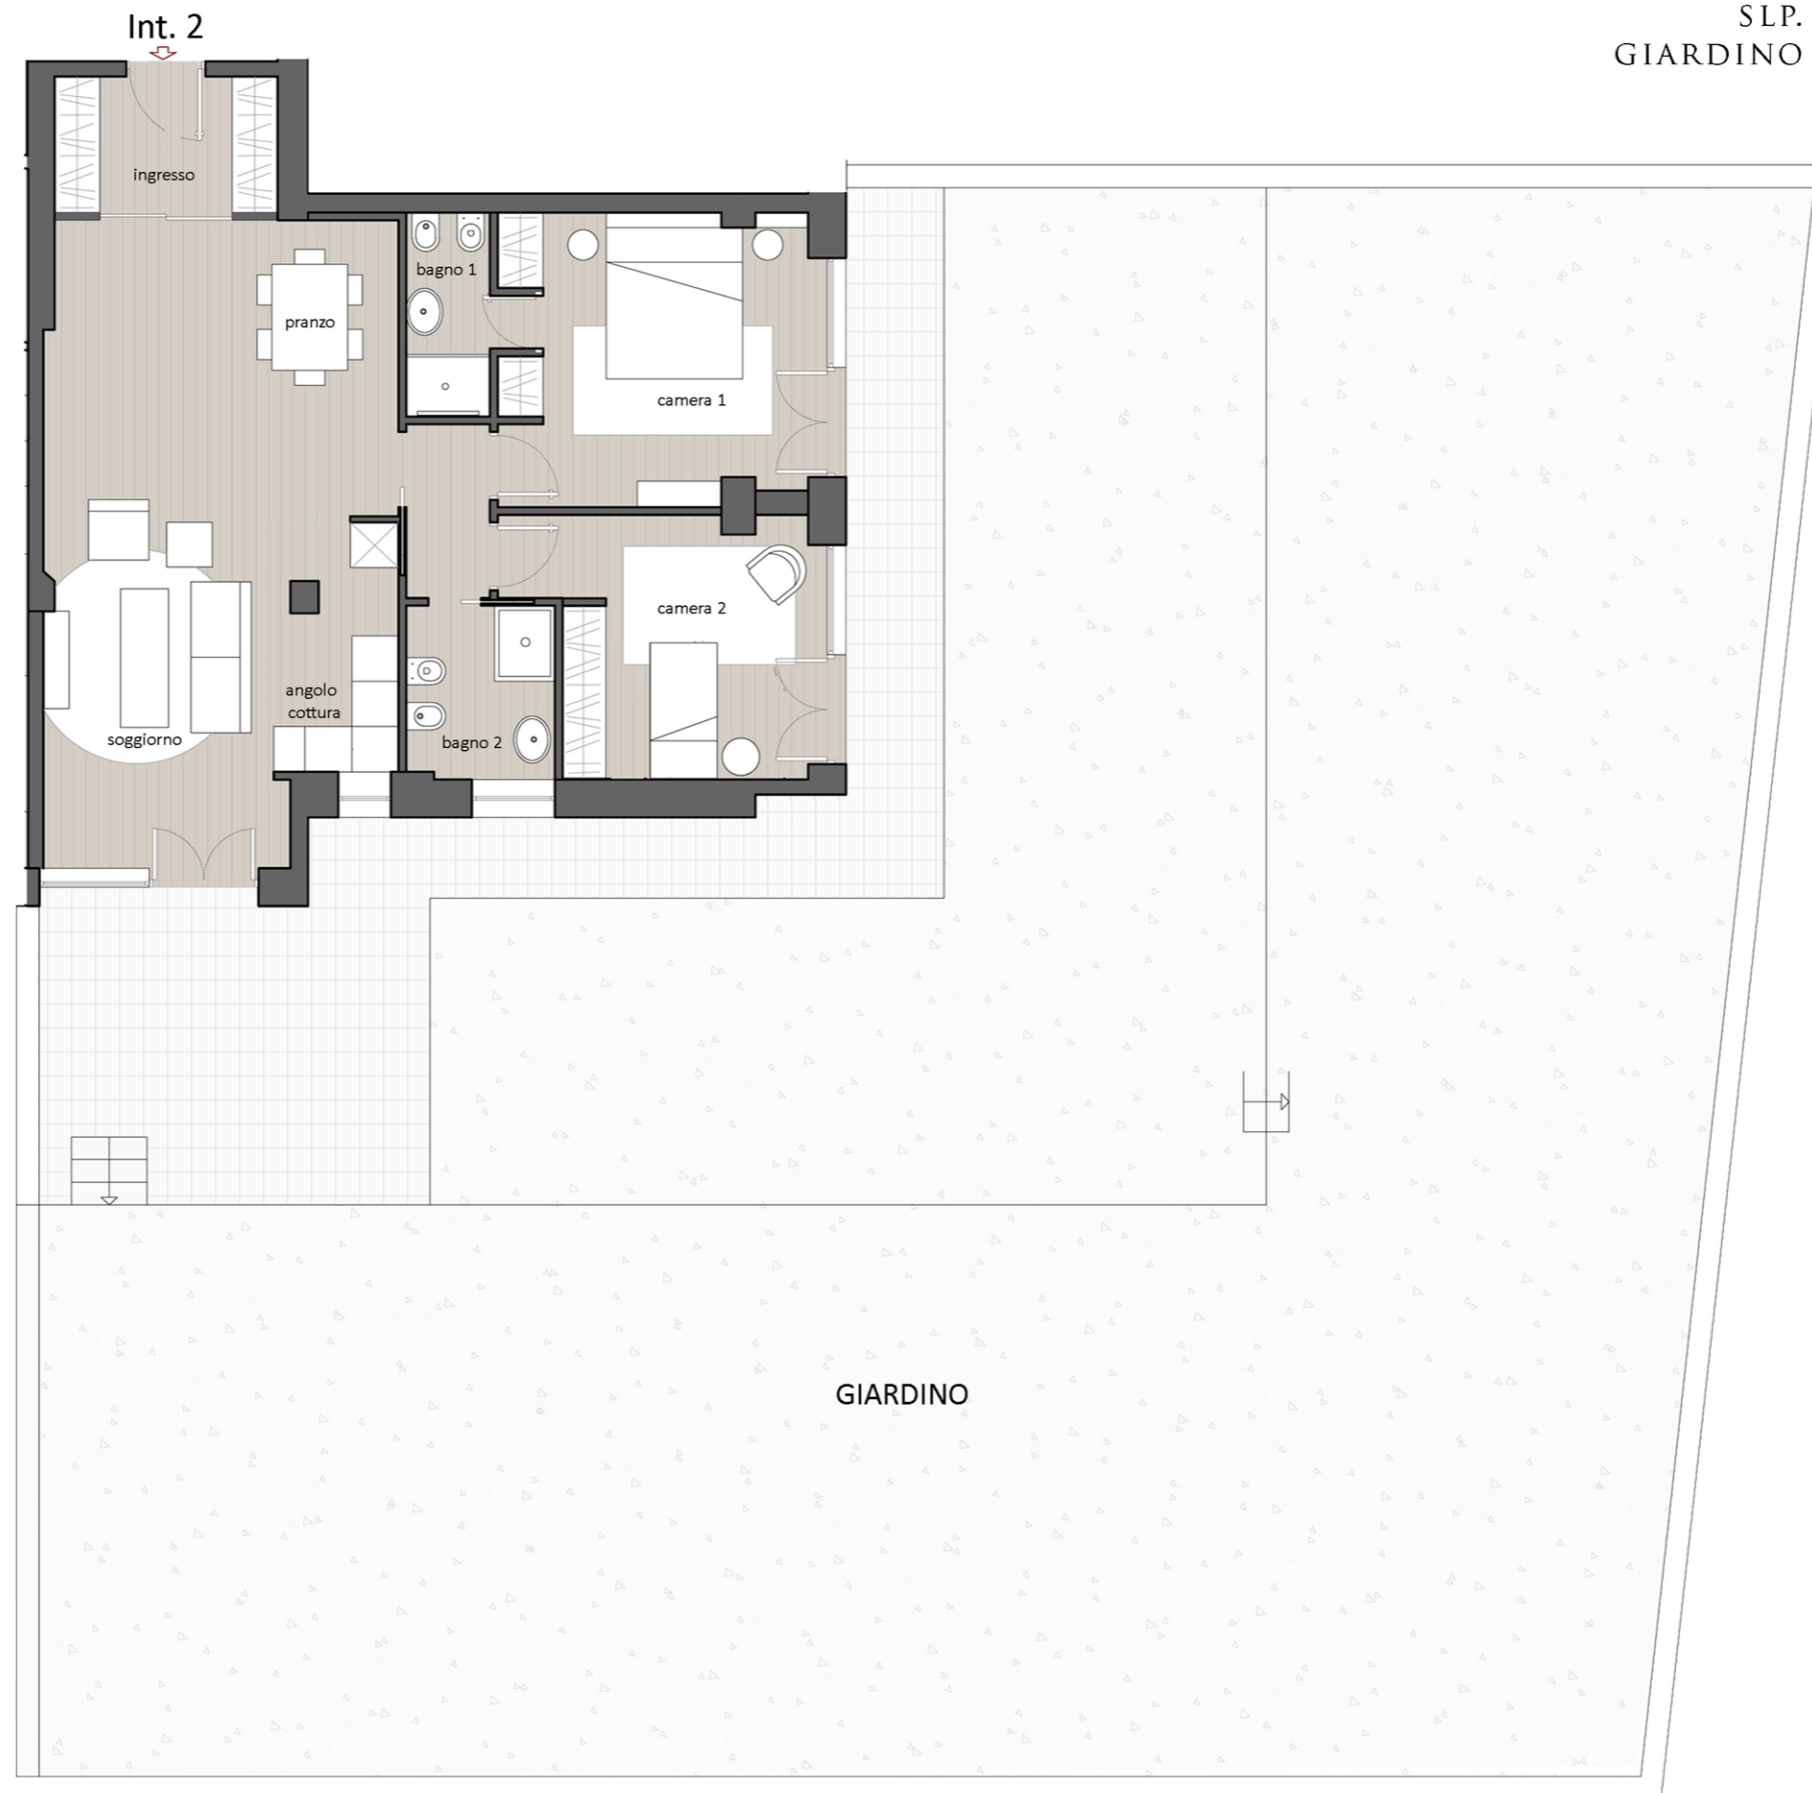 Int. 2
SLP.
GIARDINO
ingresso
bagno 1
pranzo
camera 1
camera 2
angolo
cottura
soggiorno
bagno 2
GIARDINO